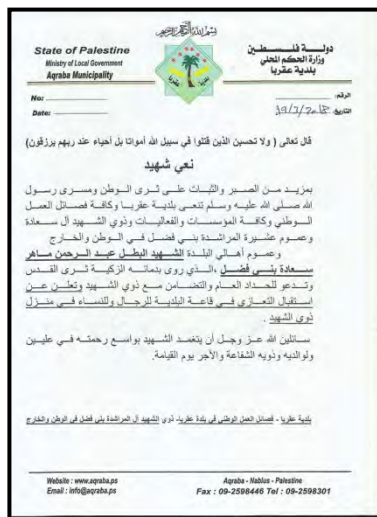 بسم الله الرحمن الرحيم
State of Palestine
Ministry of Local Government
Aqraba Municipality
دولــة فلــسطين
وزارة الحكم المحلي
بلدية عقربا
No:
Date:
الرقم:
التاريخ
قال تعالى ( ولا تحسبن الذين قتلوا في سبيل الله أمواتا بل أحياء عند ربهم يرزقون)
نعي شهيد
بمزيد من الصبر والثبات على ثرى الوطن ومسرى رسول
الله صلى الله عليه وسلم تنعى بلدية عقربا وكافة فصائل العمل
الوطني وكافة المؤسسات والفعاليات وذوي الشهيد آل سعادة
وعموم عشيرة المراشدة بني فضل في الوطن والخارج
وعموم أهالي البلدة الشهيد البطل عبد الرحمن ماهر
سعادة بني فضل ،الذي روى بدمائه الزكية ثرى القدس
وتدعو للحداد العام والتضامن مع ذوي الشهيد وتعلن عن
استقبال التعازي في قاعة البلدية للرجال وللنساء في منزل
ذوي الشهيد .
سائلين الله عز وجل أن يتغمد الشهيد بواسع رحمته في عليين
ولوالديه وذويه الشفاعة والأجر يوم القيامة.
بلدية عقربا - فصائل العمل الوطني في بلدة عقربا- ذوي الشهيد آل المراشدة بني فضل في الوطن والخارج
Website : www.aqraba.ps
Email : info@aqraba.ps
Aqraba - Nablus - Palestine
Fax : 09-2598446 Tel : 09-2598301